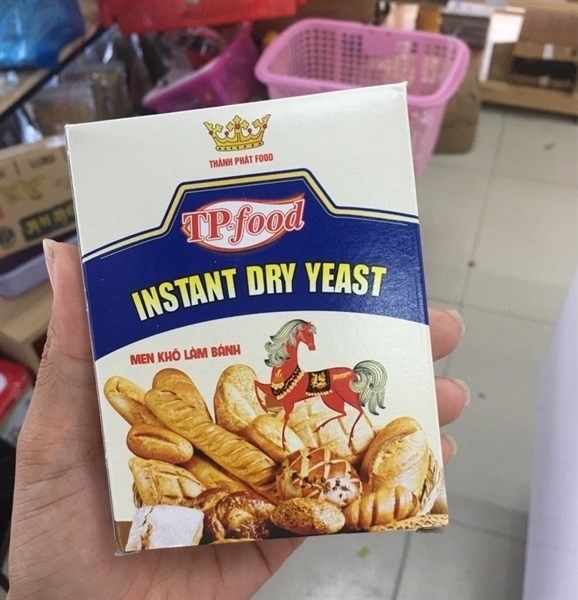 THÀNH PHÁT FOOD
TP-food
INSTANT DRY YEAST
MEN KHÔ LÀM BÁNH